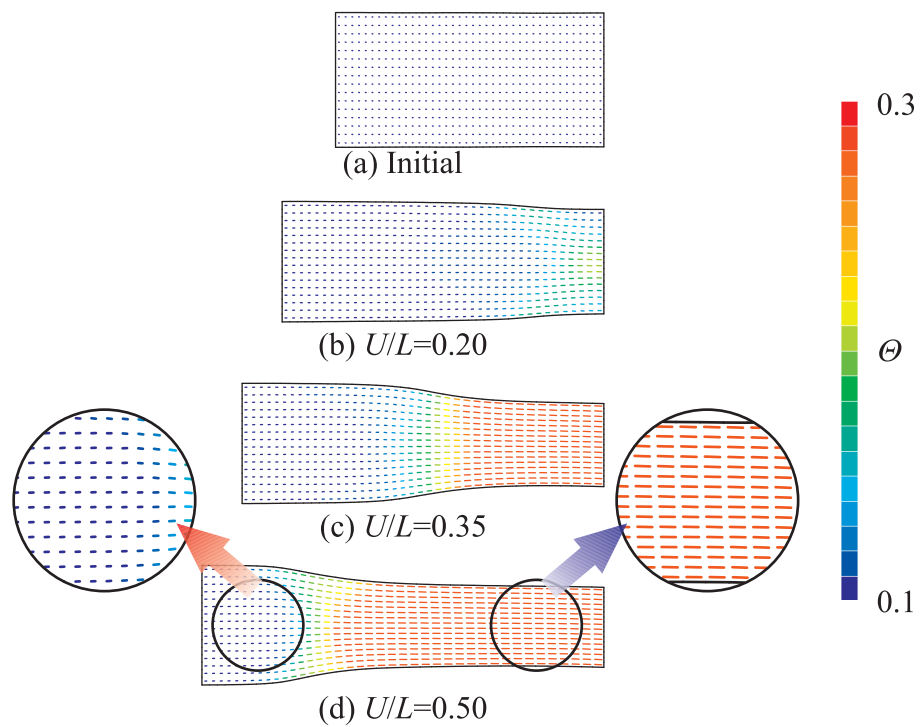 (a) Initial
0.3
(b) U/L=0.20
Θ
(c) U/L=0.35
0.1
(d) U/L=0.50